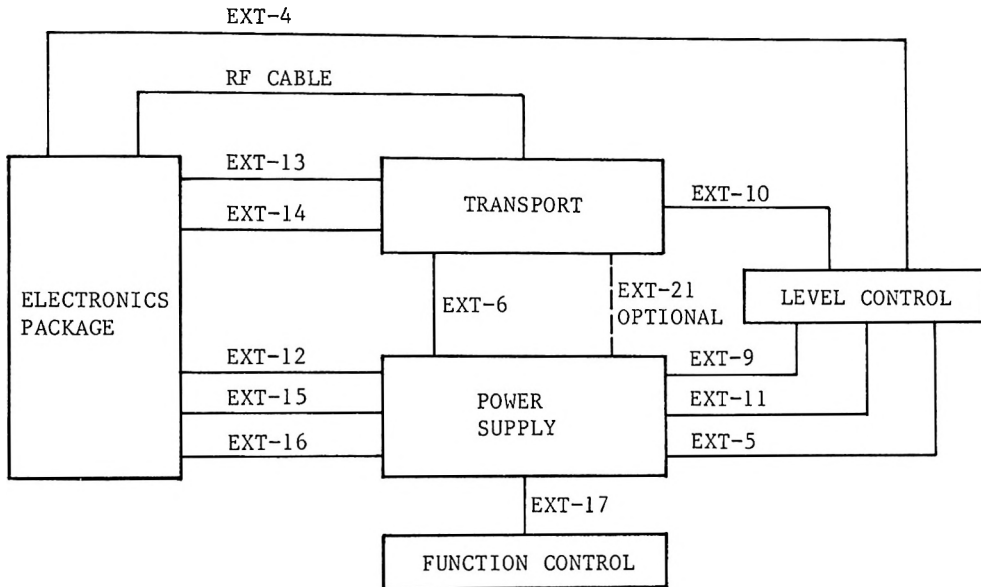 EXT-4
RF CABLE
EXT-13
TRANSPORT
EXT-10
EXT-14
ELECTRONICS
PACKAGE
EXT-6
EXT-21
OPTIONAL
LEVEL CONTROL
EXT-12
EXT-9
EXT-15
POWER
SUPPLY
EXT-11
EXT-16
EXT-5
EXT-17
FUNCTION CONTROL